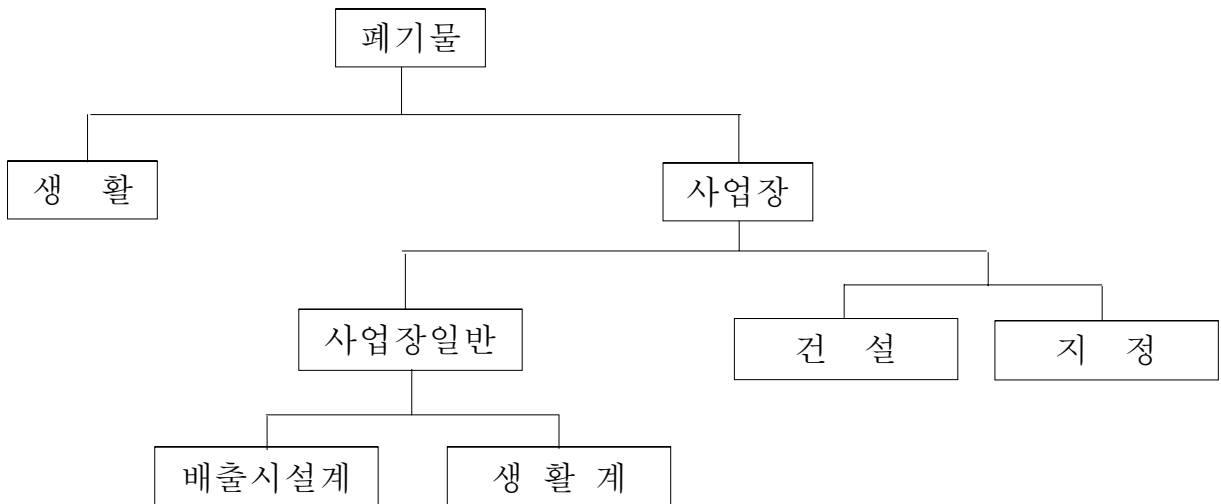 폐기물
생 활
사업장
사업장일반
건 설
지 정
배출시설계
생 활 계